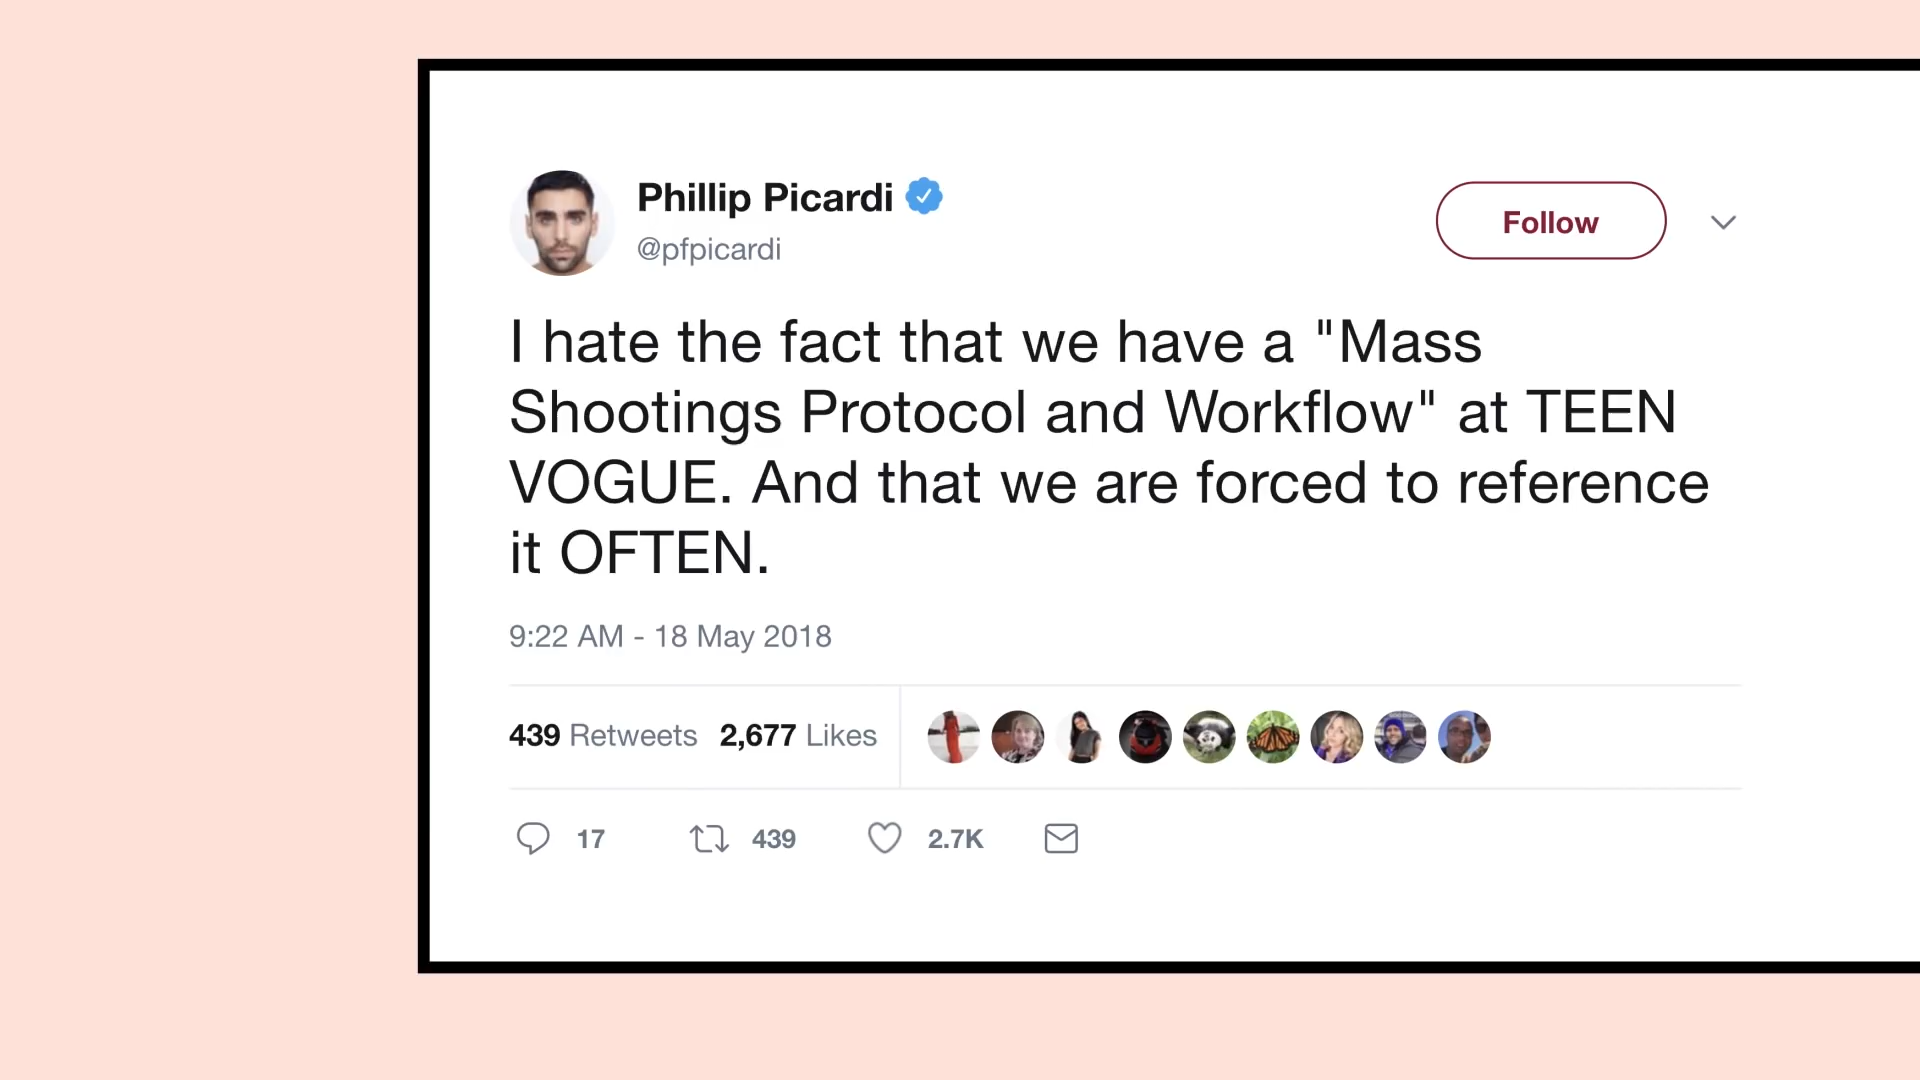 Phillip Picardi
@pfpicardi
Follow
I hate the fact that we have a "Mass
Shootings Protocol and Workflow" at TEEN
VOGUE. And that we are forced to reference
it OFTEN.
9:22 AM - 18 May 2018
439 Retweets 2,677 Likes
17 439 2.7K